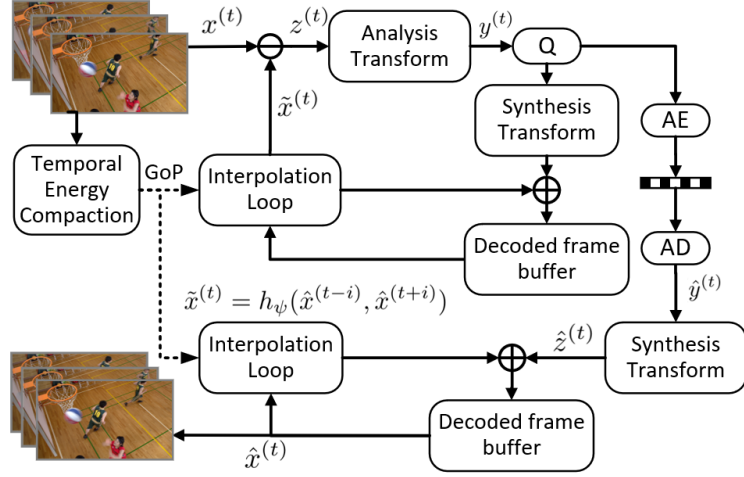 x^{(t)}
z^{(t)}
Analysis
Transform
y^{(t)}
Q
x̃^{(t)}
Synthesis
Transform
AE
Temporal
Energy
Compaction
GoP
Interpolation
Loop
Decoded frame
buffer
AD
ŷ^{(t)}
x̃^{(t)} = h_ψ(x̂^{(t−i)}, x̂^{(t+i)})
Interpolation
Loop
ẑ^{(t)}
Synthesis
Transform
Decoded frame
buffer
x̂^{(t)}